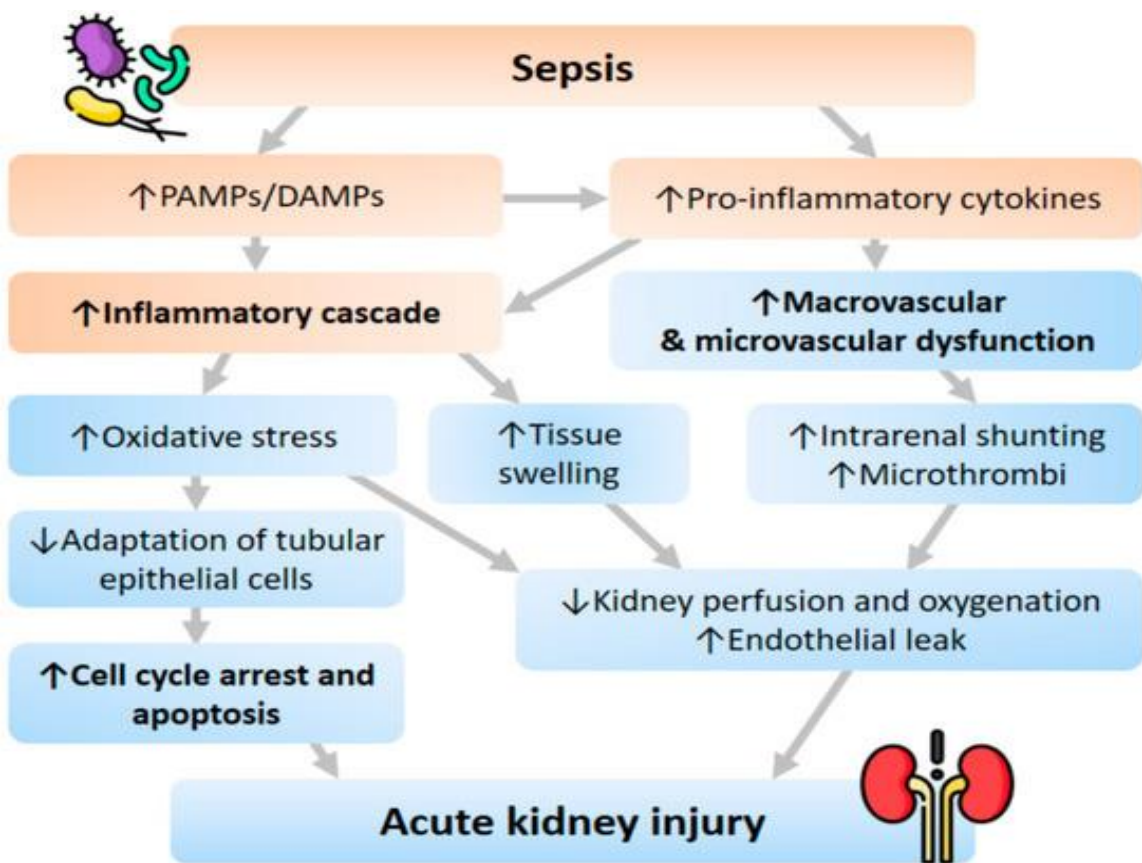 Sepsis
↑PAMPs/DAMPs
↑Pro-inflammatory cytokines
↑Inflammatory cascade
↑Macrovascular
& microvascular dysfunction
↑Oxidative stress
↑Tissue
swelling
↑Intrarenal shunting
↑Microthrombi
↓Adaptation of tubular
epithelial cells
↓Kidney perfusion and oxygenation
↑Endothelial leak
↑Cell cycle arrest and
apoptosis
Acute kidney injury